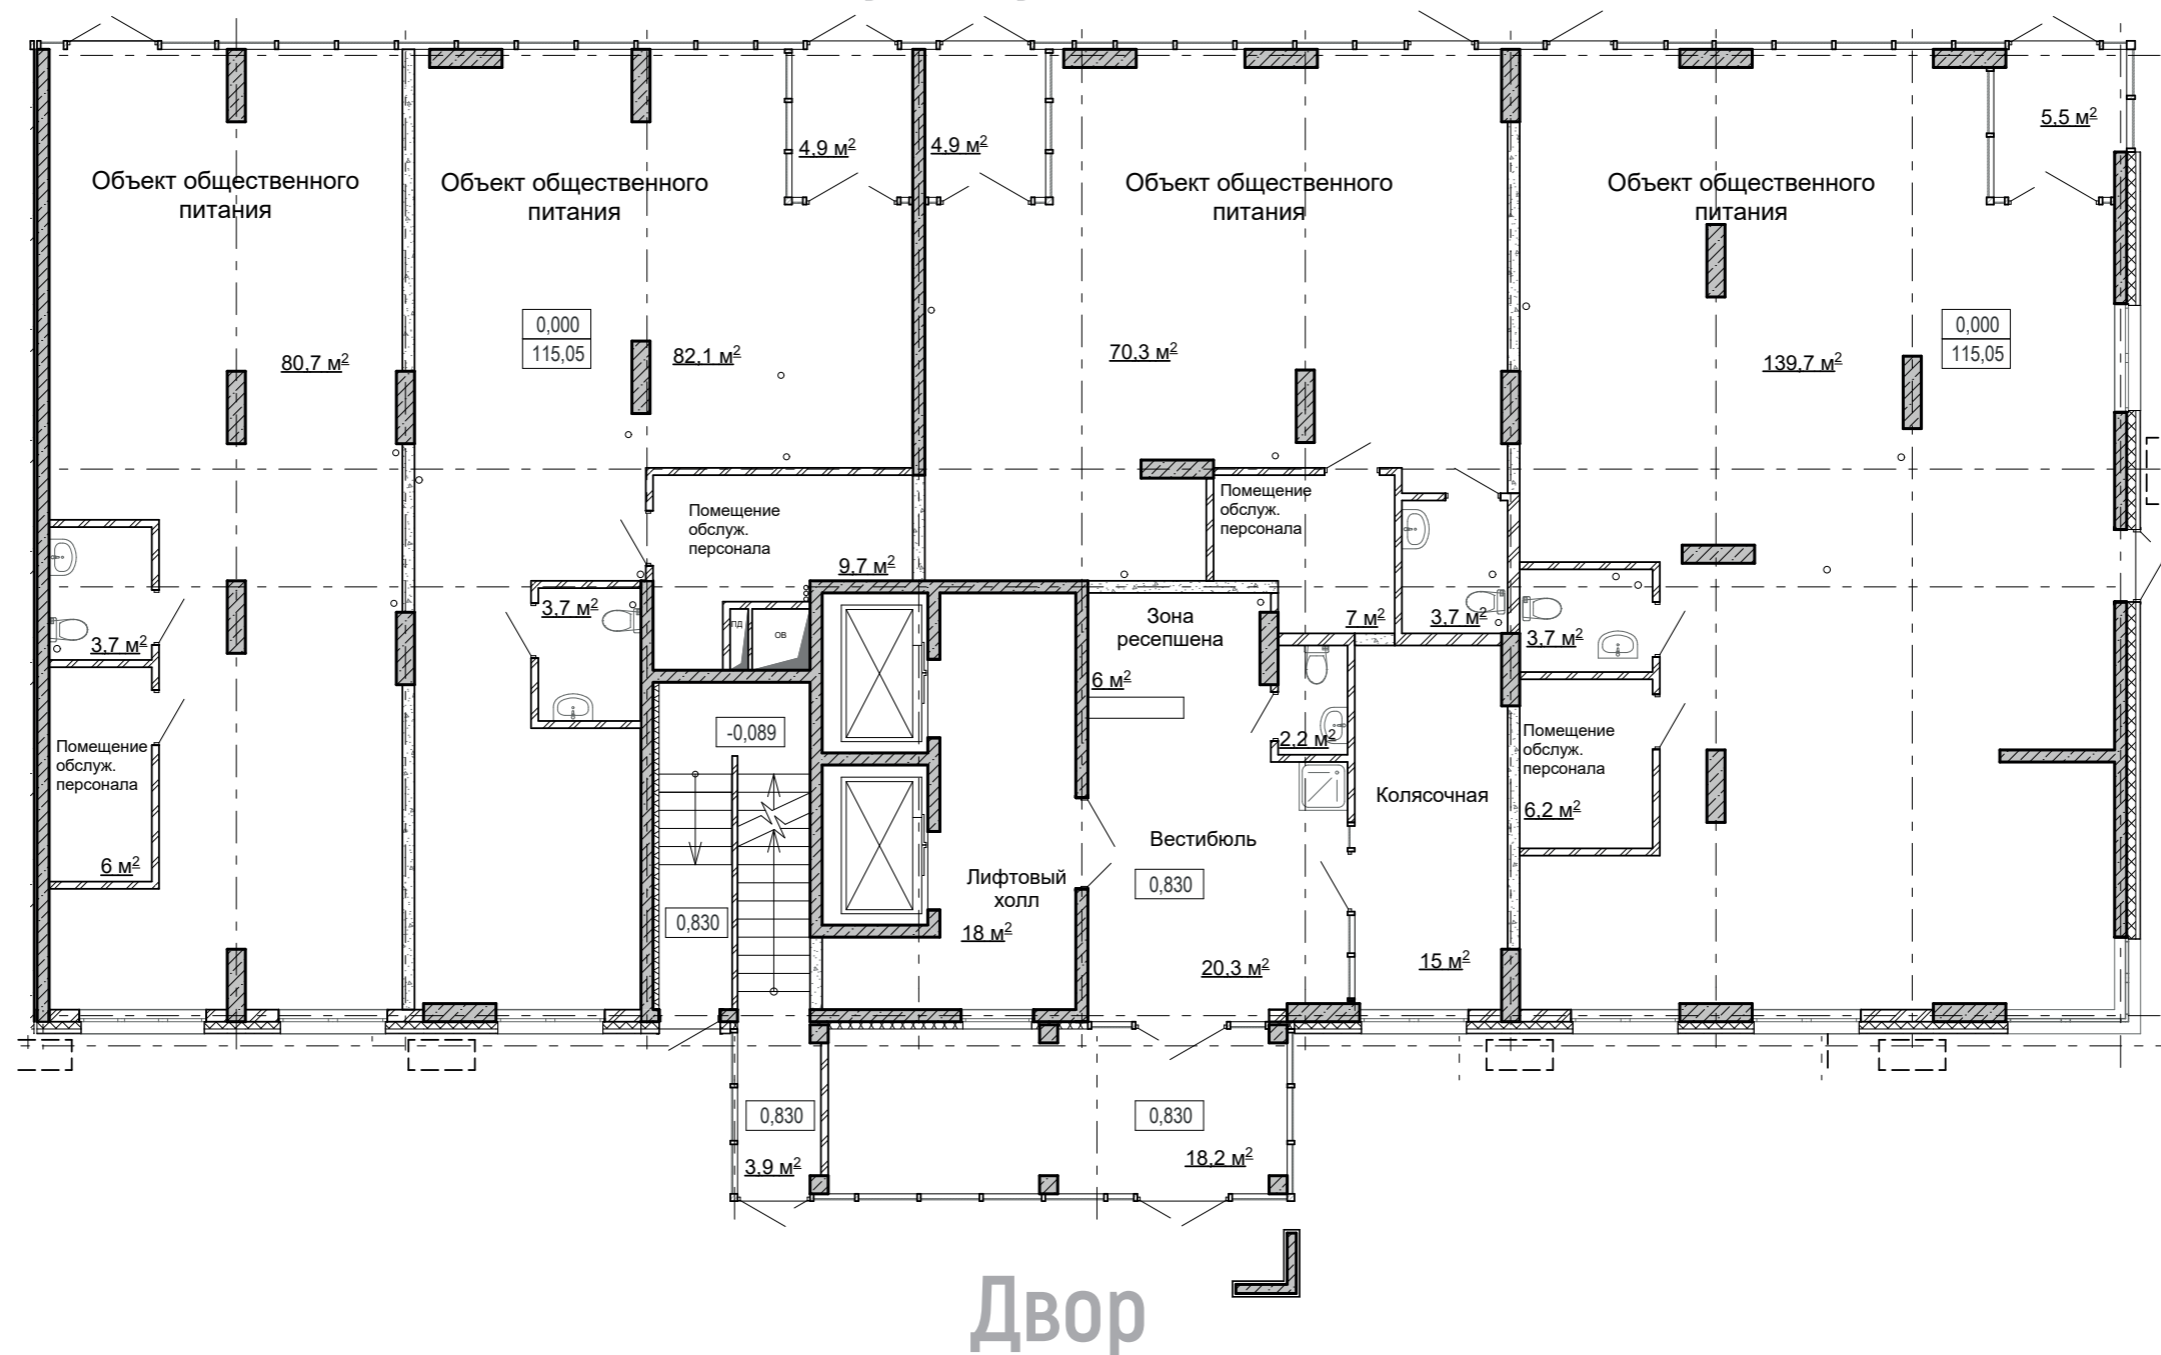 4,9 м²
4,9 м²
5,5 м²
Объект общественного
питания
Объект общественного
питания
Объект общественного
питания
Объект общественного
питания
0,000
115,05
0,000
115,05
80,7 м²
82,1 м²
70,3 м²
139,7 м²
Помещение
обслуж.
персонала
9,7 м²
Помещение
обслуж.
персонала
7 м²
3,7 м²
3,7 м²
3,7 м²
3,7 м²
ПД
ОВ
Зона
ресепшена
6 м²
2,2 м²
-0,089
Помещение
обслуж.
персонала
6 м²
Помещение
обслуж.
персонала
6,2 м²
Колясочная
15 м²
Вестибюль
0,830
20,3 м²
Лифтовый
холл
18 м²
0,830
0,830
3,9 м²
0,830
18,2 м²
Двор